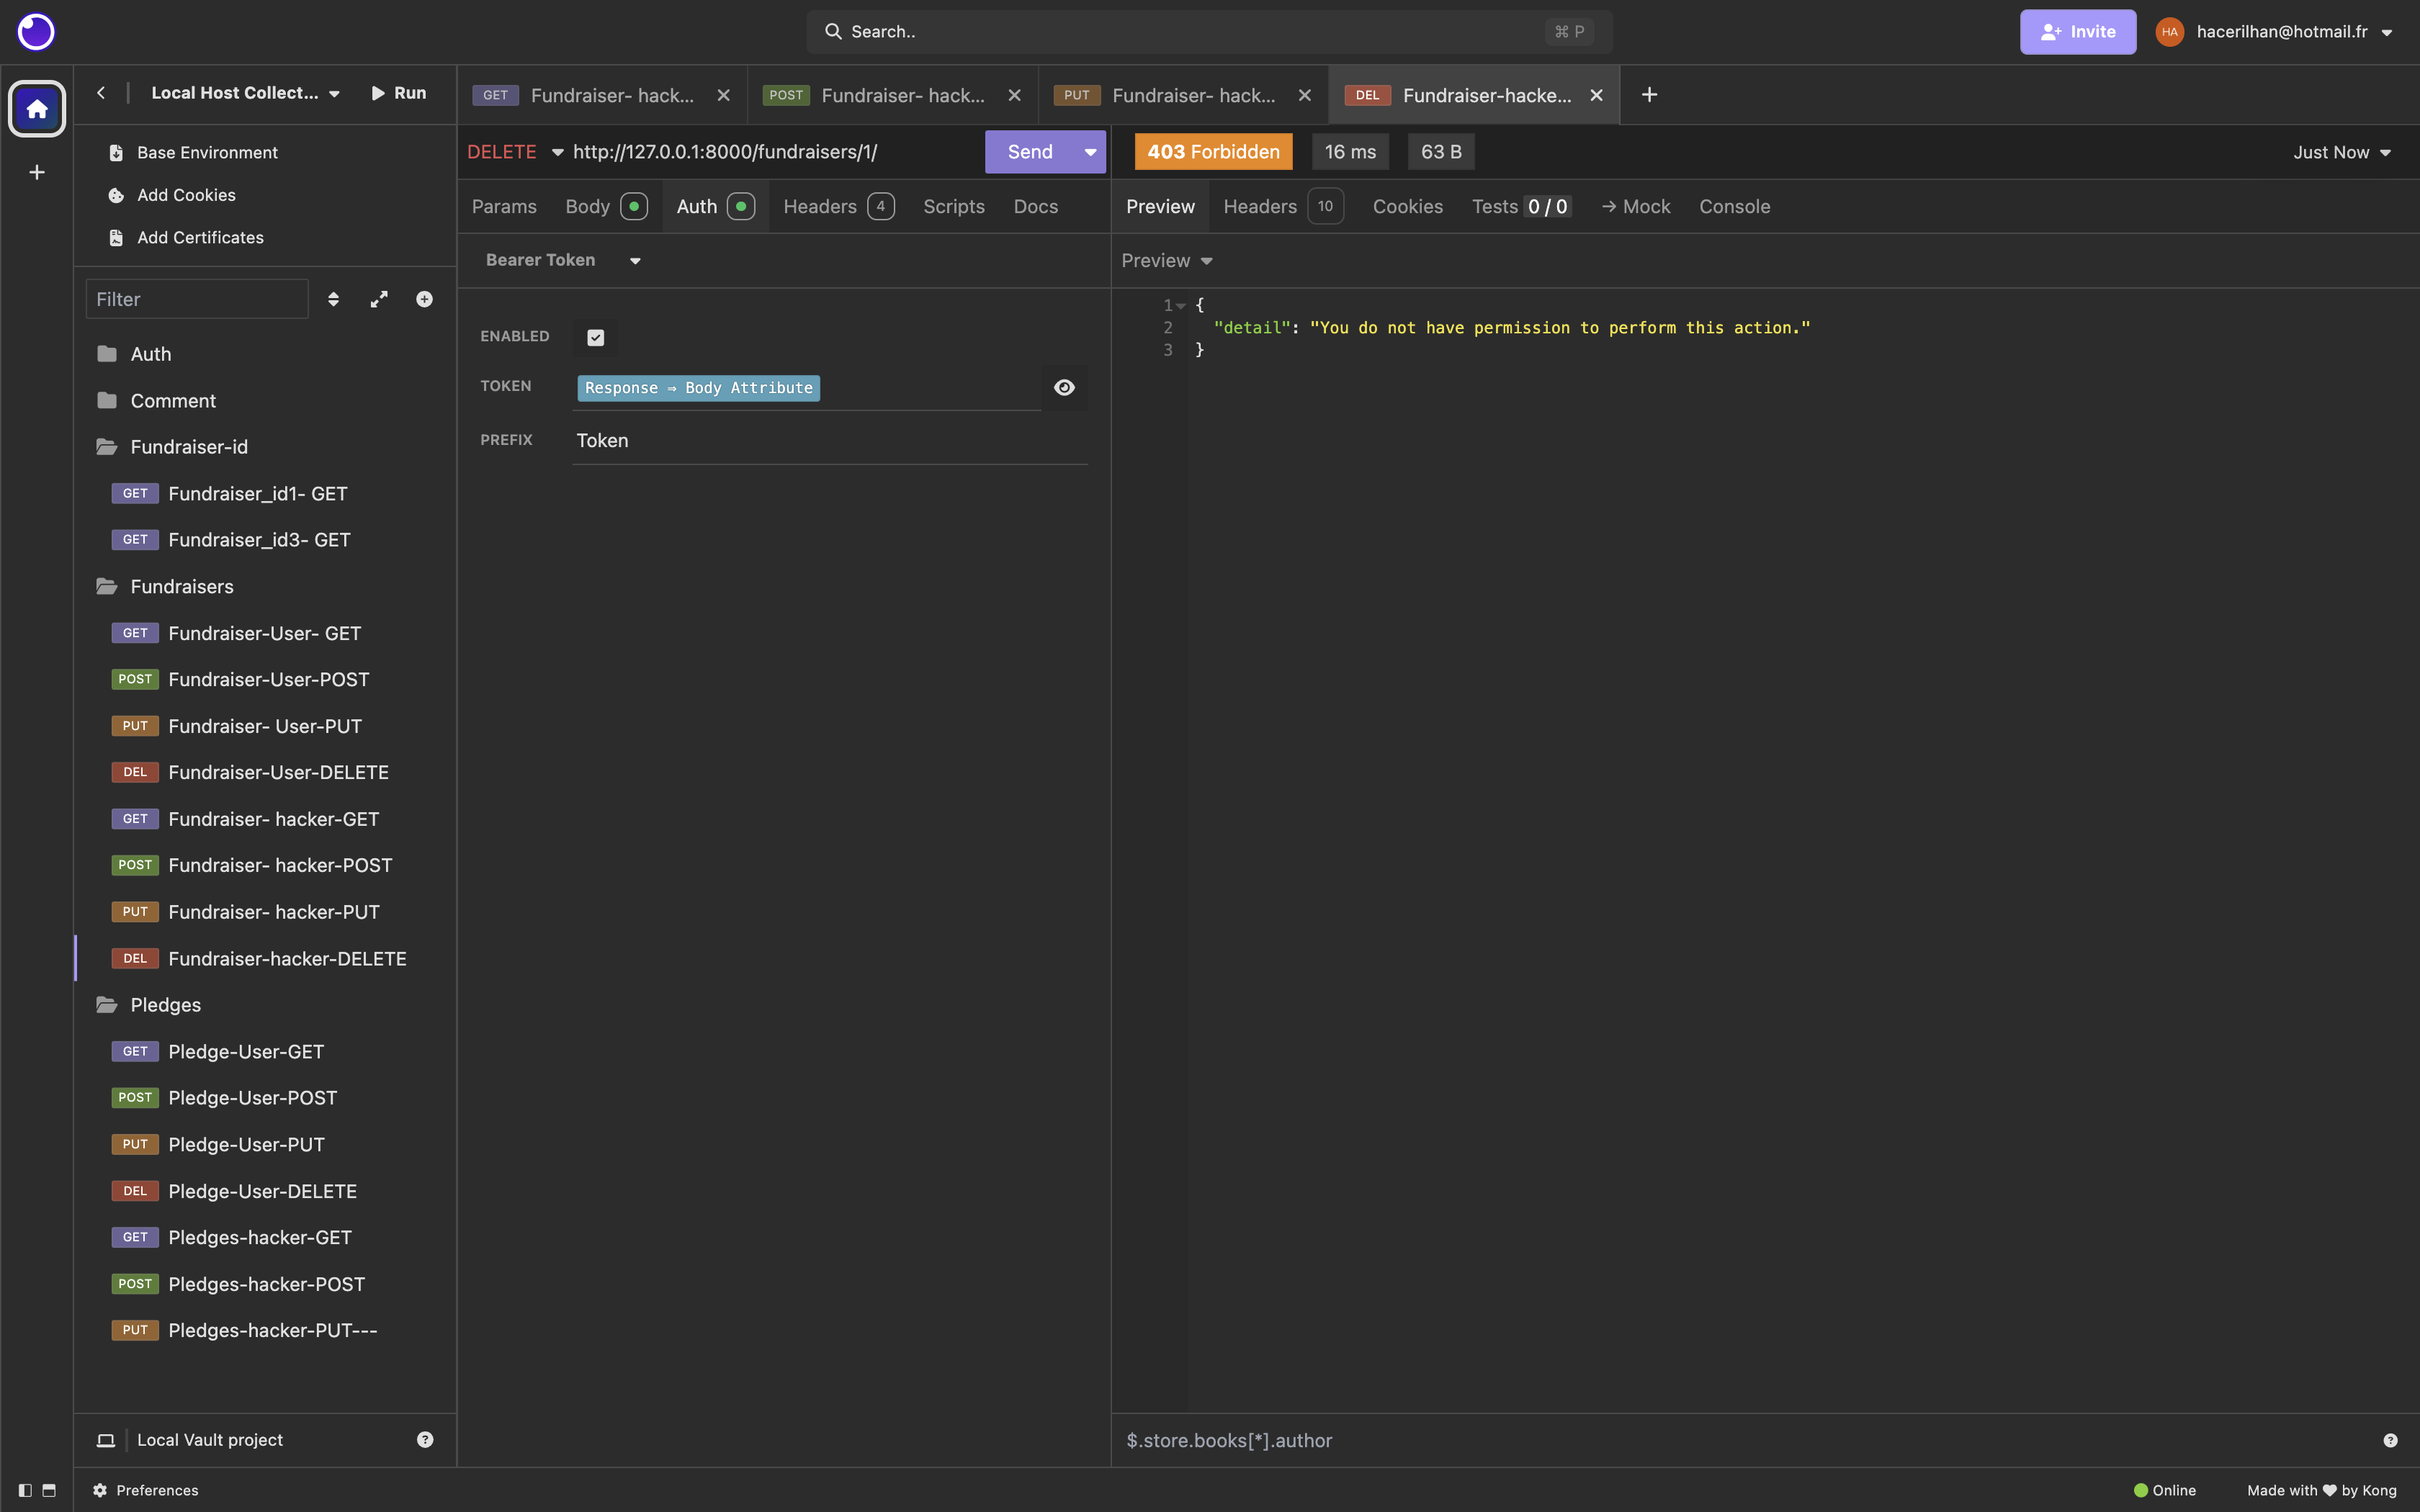 Search..
⌘ P
Invite
HA
hacerilhan@hotmail.fr
Local Host Collect...
Run
GET Fundraiser- hack...
POST Fundraiser- hack...
PUT Fundraiser- hack...
DEL Fundraiser-hacke...
Base Environment
Add Cookies
Add Certificates
Filter
Auth
Comment
Fundraiser-id
GET Fundraiser_id1- GET
GET Fundraiser_id3- GET
Fundraisers
GET Fundraiser-User- GET
POST Fundraiser-User-POST
PUT Fundraiser- User-PUT
DEL Fundraiser-User-DELETE
GET Fundraiser- hacker-GET
POST Fundraiser- hacker-POST
PUT Fundraiser- hacker-PUT
DEL Fundraiser-hacker-DELETE
Pledges
GET Pledge-User-GET
POST Pledge-User-POST
PUT Pledge-User-PUT
DEL Pledge-User-DELETE
GET Pledges-hacker-GET
POST Pledges-hacker-POST
PUT Pledges-hacker-PUT---
Local Vault project
DELETE http://127.0.0.1:8000/fundraisers/1/ Send
Params Body Auth Headers 4 Scripts Docs
Bearer Token
ENABLED
TOKEN Response → Body Attribute
PREFIX Token
403 Forbidden 16 ms 63 B Just Now
Preview Headers 10 Cookies Tests 0 / 0 → Mock Console
Preview
1 {
2 "detail": "You do not have permission to perform this action."
3 }
$.store.books[*].author
Preferences
Online
Made with ♥ by Kong